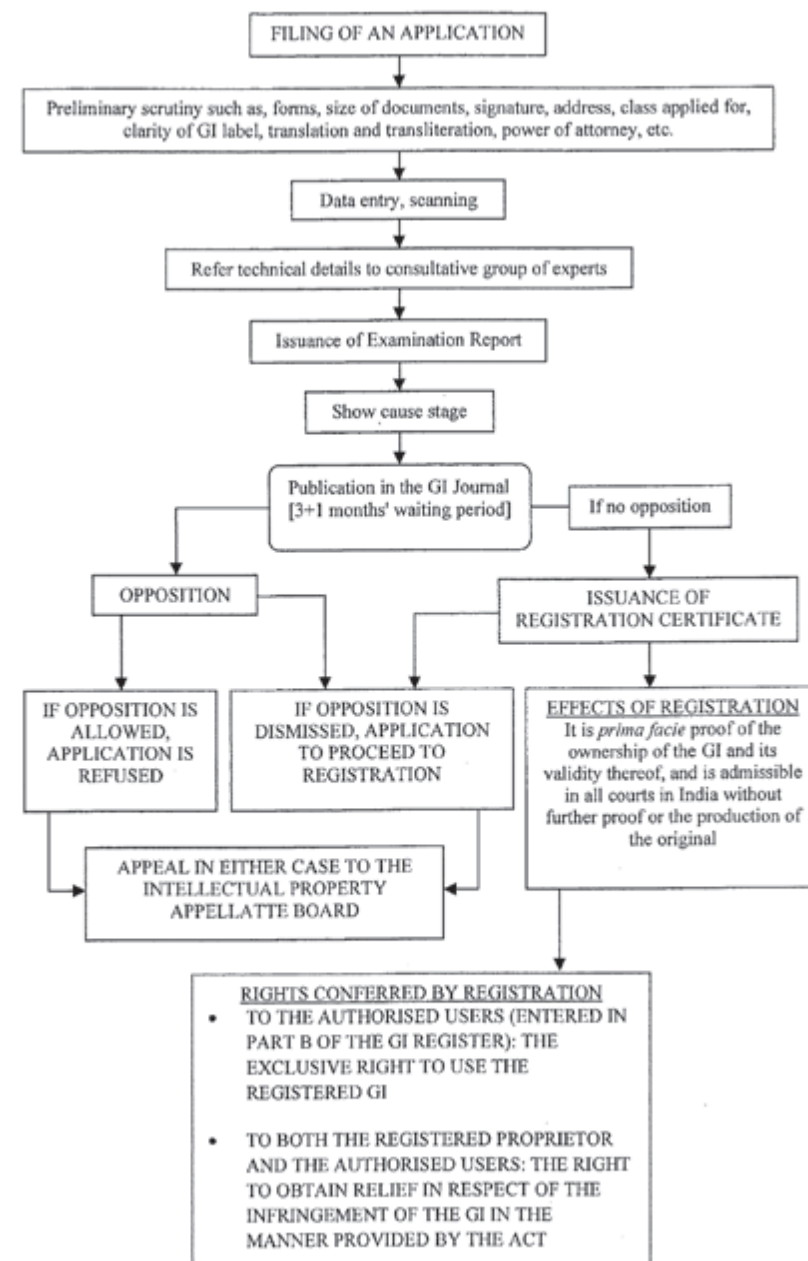 FILING OF AN APPLICATION
Preliminary scrutiny such as, forms, size of documents, signature, address, class applied for,
clarity of GI label, translation and transliteration, power of attorney, etc.
Data entry, scanning
Refer technical details to consultative group of experts
Issuance of Examination Report
Show cause stage
Publication in the GI Journal
[3+1 months' waiting period]
If no opposition
OPPOSITION
ISSUANCE OF
REGISTRATION CERTIFICATE
IF OPPOSITION IS
ALLOWED,
APPLICATION IS
REFUSED
IF OPPOSITION IS
DISMISSED, APPLICATION
TO PROCEED TO
REGISTRATION
EFFECTS OF REGISTRATION
It is prima facie proof of the
ownership of the GI and its
validity thereof, and is admissible
in all courts in India without
further proof or the production of
the original
APPEAL IN EITHER CASE TO THE
INTELLECTUAL PROPERTY
APPELLATTE BOARD
RIGHTS CONFERRED BY REGISTRATION
• TO THE AUTHORISED USERS (ENTERED IN
PART B OF THE GI REGISTER): THE
EXCLUSIVE RIGHT TO USE THE
REGISTERED GI
• TO BOTH THE REGISTERED PROPRIETOR
AND THE AUTHORISED USERS: THE RIGHT
TO OBTAIN RELIEF IN RESPECT OF THE
INFRINGEMENT OF THE GI IN THE
MANNER PROVIDED BY THE ACT